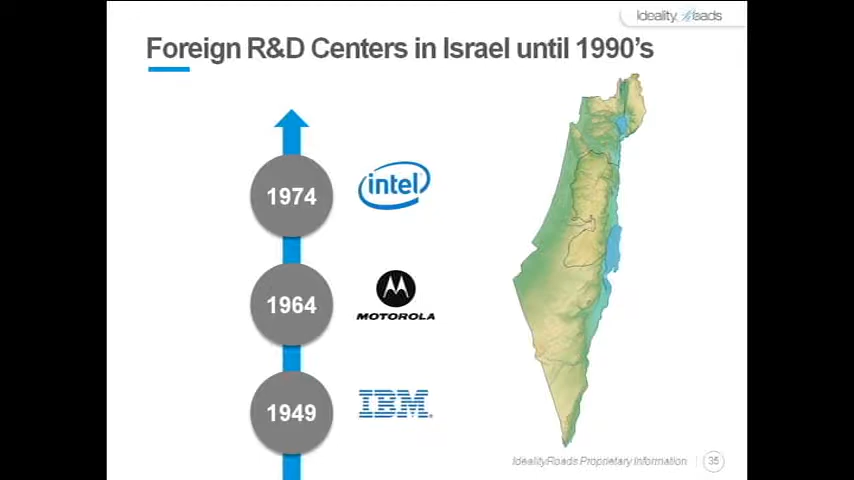 Ideality Roads
Foreign R&D Centers in Israel until 1990's
1974
intel
1964
MOTOROLA
1949
IBM
IdealityRoads Proprietary Information
35